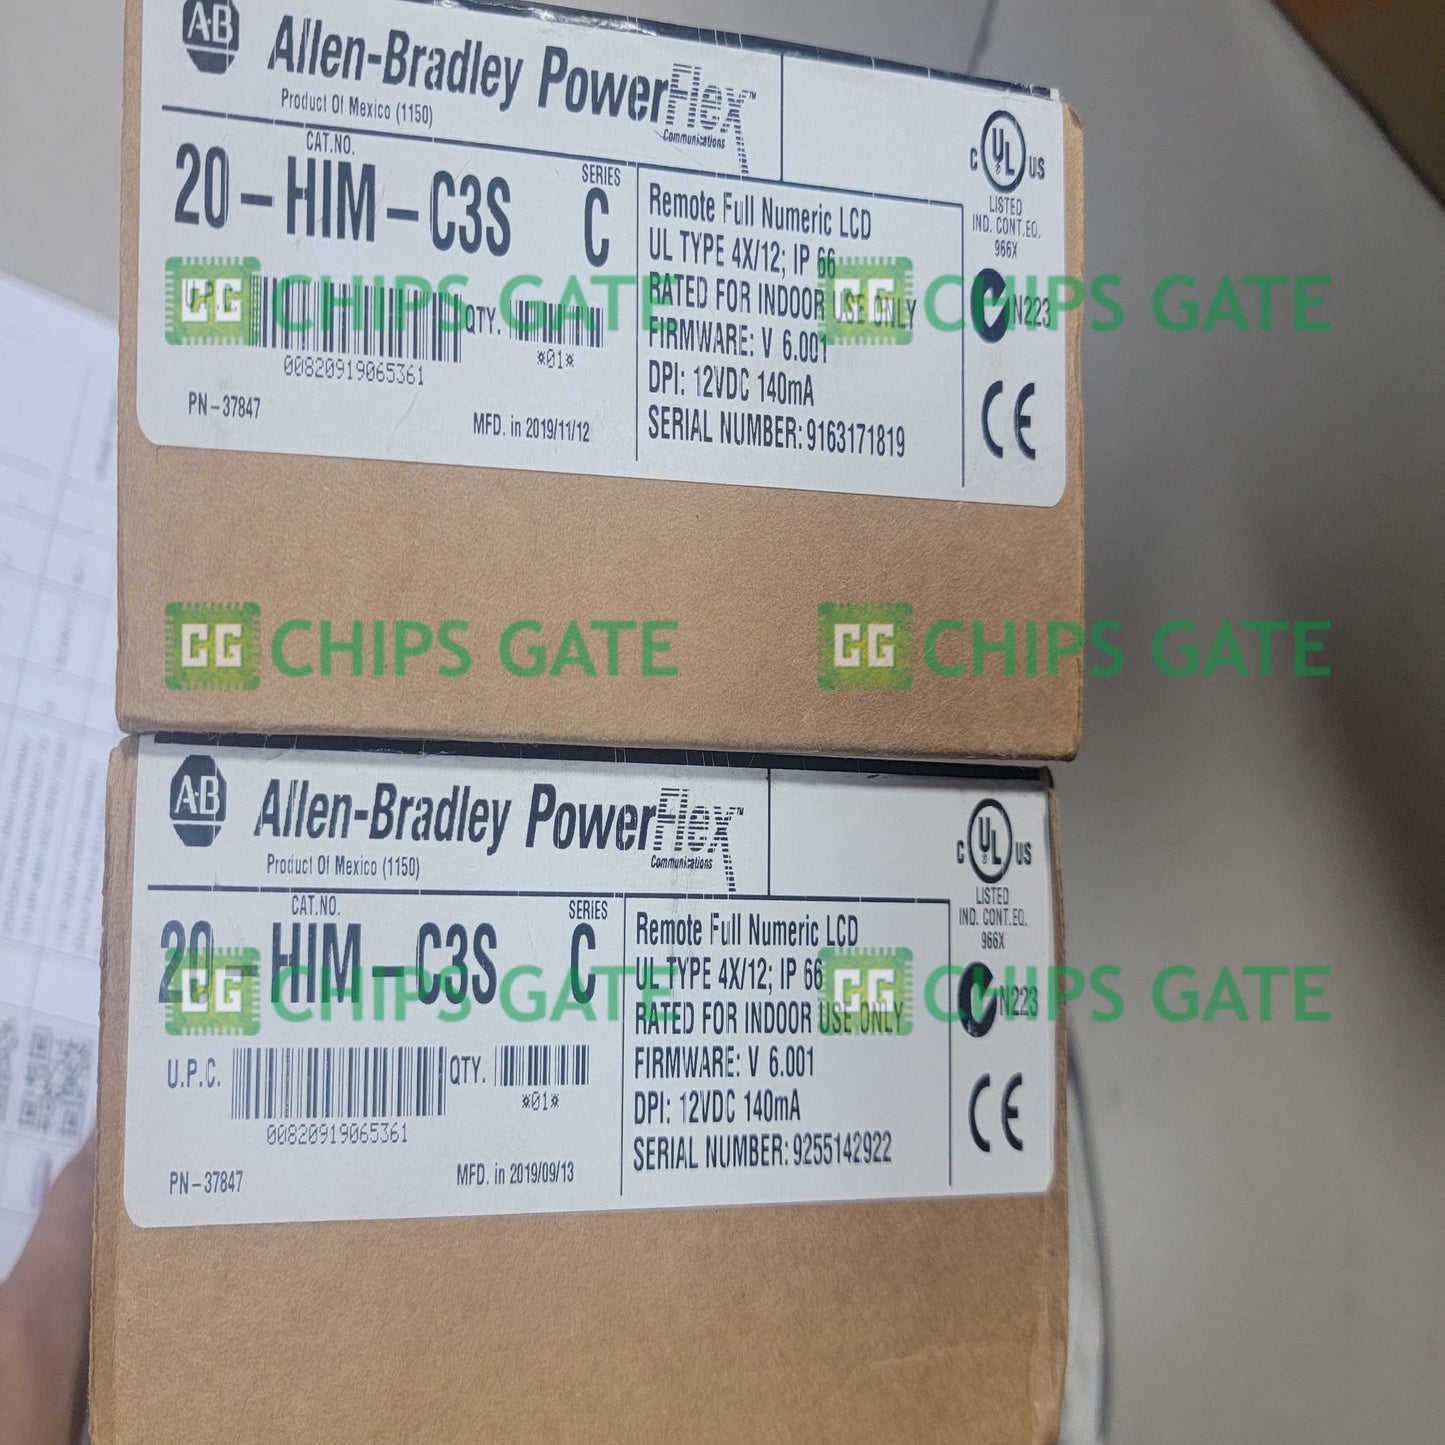 A·B Allen-Bradley PowerFlex™
Communications
Product Of Mexico (1150)
CAT.NO.
20-HIM-C3S
SERIES
C
U.P.C.
00820919065361
QTY.
*01*
PN-37847
MFD. in 2019/11/12
Remote Full Numeric LCD
UL TYPE 4X/12; IP 66
RATED FOR INDOOR USE ONLY
FIRMWARE: V 6.001
DPI: 12VDC 140mA
SERIAL NUMBER: 9163171819
C UL US
LISTED
IND. CONT.EQ.
966X
N223
CE
CG CHIPS GATE
CG CHIPS GATE
CG CHIPS GATE
CG CHIPS GATE
A·B Allen-Bradley PowerFlex™
Communications
Product Of Mexico (1150)
CAT.NO.
20-HIM-C3S
SERIES
C
U.P.C.
00820919065361
QTY.
*01*
PN-37847
MFD. in 2019/09/13
Remote Full Numeric LCD
UL TYPE 4X/12; IP 66
RATED FOR INDOOR USE ONLY
FIRMWARE: V 6.001
DPI: 12VDC 140mA
SERIAL NUMBER: 9255142922
C UL US
LISTED
IND. CONT.EQ.
966X
N223
CE
CG CHIPS GATE
CG CHIPS GATE